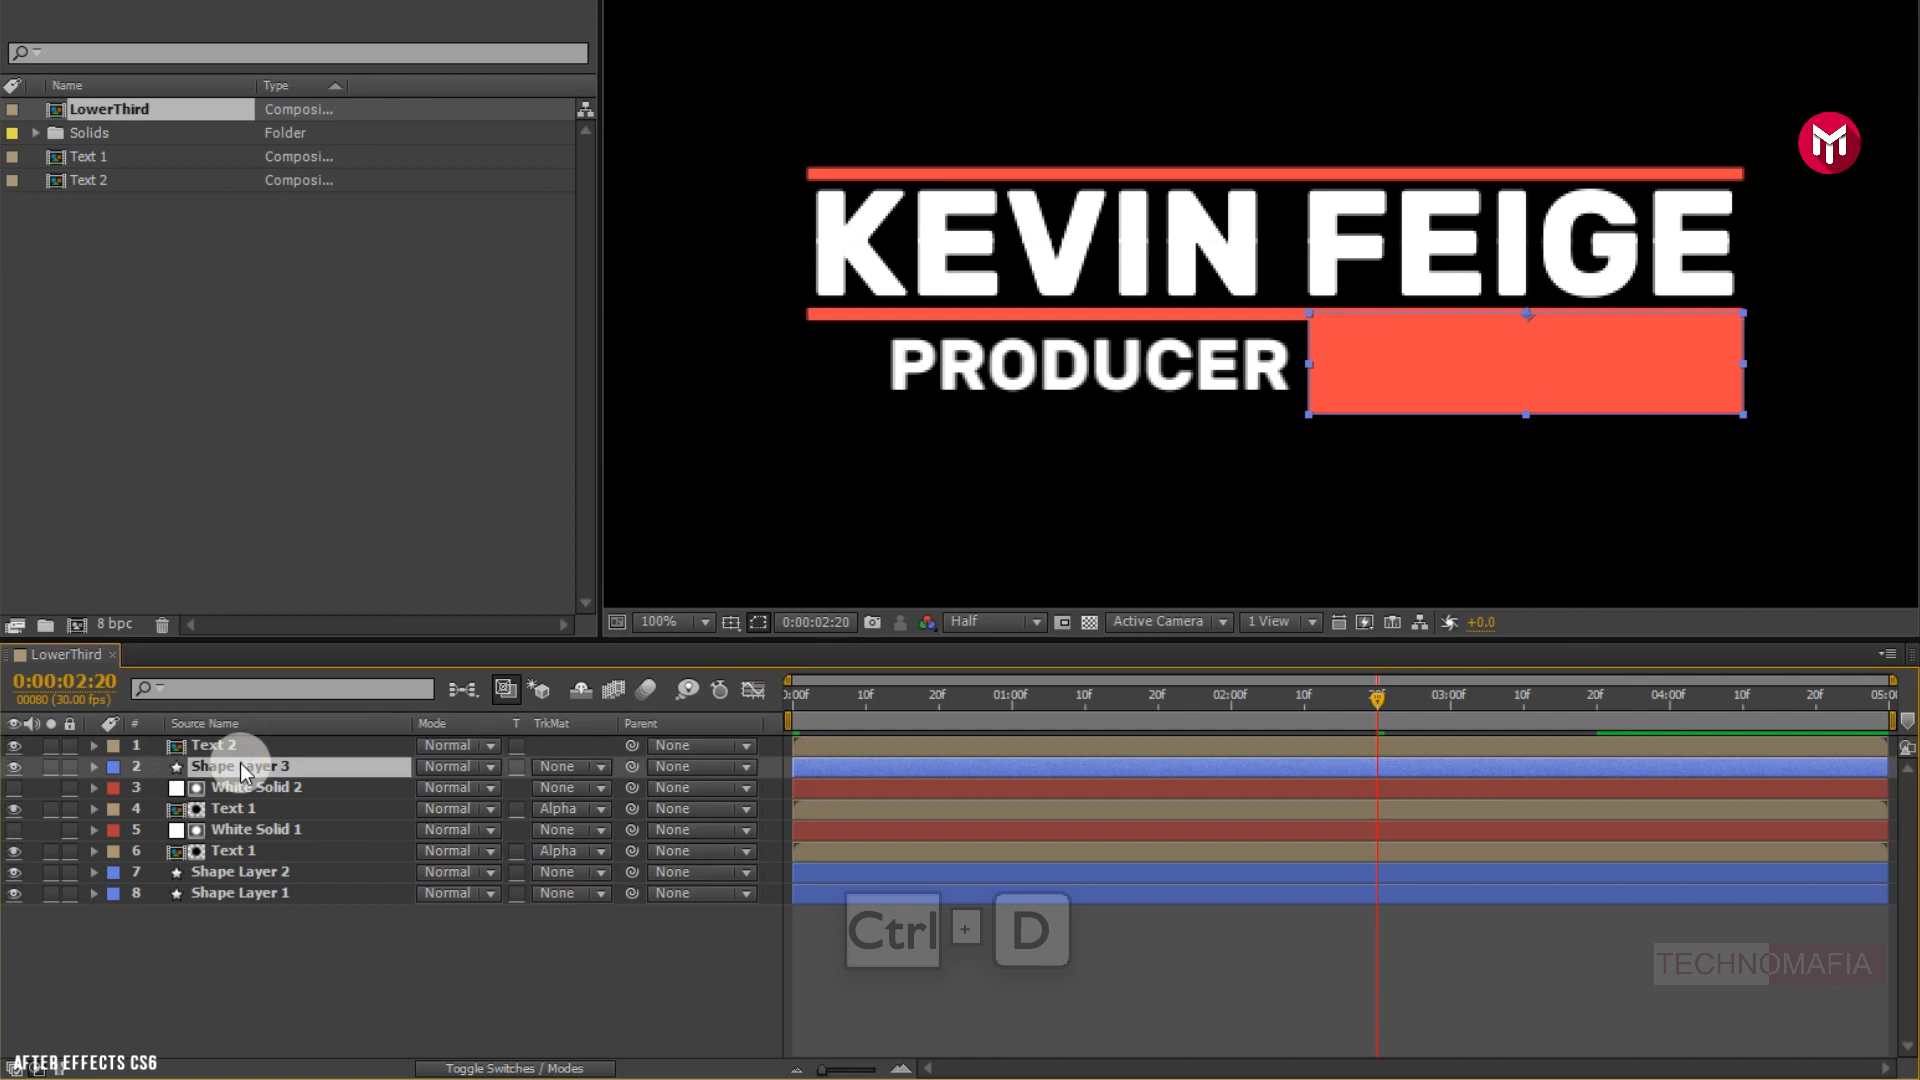 Name Type
LowerThird Composi...
Solids Folder
Text 1 Composi...
Text 2 Composi...
8 bpc
KEVIN FEIGE
PRODUCER
100% 0:00:02:20 Half Active Camera 1 View +0.0
LowerThird
0:00:02:20
00080 (30.00 fps)
:00f 10f 20f 01:00f 10f 20f 02:00f 10f 20f 03:00f 10f 20f 04:00f 10f 20f 05:00
# Source Name Mode T TrkMat Parent
1 Text 2 Normal None
2 Shape Layer 3 Normal None None
3 White Solid 2 Normal None None
4 Text 1 Normal Alpha None
5 White Solid 1 Normal None None
6 Text 1 Normal Alpha None
7 Shape Layer 2 Normal None None
8 Shape Layer 1 Normal None None
Ctrl + D
TECHNOMAFIA
AFTER EFFECTS CS6
Toggle Switches / Modes